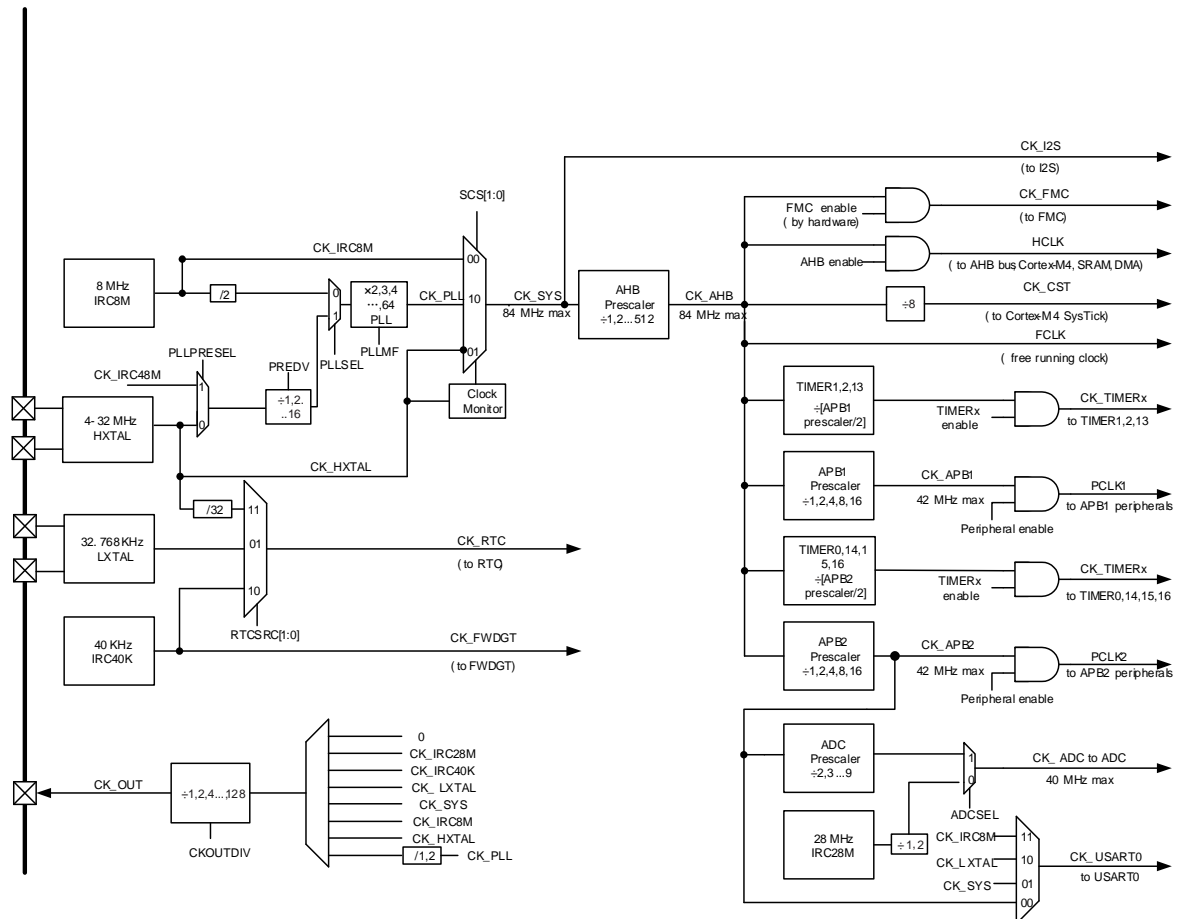 CK_I2S
(to I2S)
CK_FMC
(to FMC)
FMC enable
( by hardware)
SCS[1:0]
HCLK
( to AHB bus,Cortex-M4, SRAM, DMA)
AHB enable
CK_IRC8M
00
8 MHz
IRC8M
/2
0
1
×2,3,4
…,64
PLL
CK_PLL
10
CK_SYS
84 MHz max
AHB
Prescaler
÷1,2...512
CK_AHB
84 MHz max
÷8
CK_CST
(to Cortex-M4 SysTick)
FCLK
( free running clock)
PLLPRESEL
PLLSEL
PLLMF
01
CK_IRC48M
1
0
PREDV
÷1,2.
..16
Clock
Monitor
4-32 MHz
HXTAL
TIMER1,2,13
÷[APB1
prescaler/2]
TIMERx
enable
CK_TIMERx
to TIMER1,2,13
CK_HXTAL
APB1
Prescaler
÷1,2,4,8,16
CK_APB1
42 MHz max
Peripheral enable
PCLK1
to APB1 peripherals
/32
11
32.768KHz
LXTAL
01
CK_RTC
(to RTC)
10
RTCSRC[1:0]
TIMER0,14,1
5,16
÷[APB2
prescaler/2]
TIMERx
enable
CK_TIMERx
to TIMER0,14,15,16
40 KHz
IRC40K
CK_FWDGT
(to FWDGT)
APB2
Prescaler
÷1,2,4,8,16
CK_APB2
42 MHz max
Peripheral enable
PCLK2
to APB2 peripherals
0
CK_IRC28M
CK_IRC40K
CK_LXTAL
CK_SYS
CK_IRC8M
CK_HXTAL
/1,2
CK_PLL
CK_OUT
÷1,2,4...,128
CKOUTDIV
ADC
Prescaler
÷2,3...9
1
0
ADCSEL
CK_ADC to ADC
40 MHz max
28 MHz
IRC28M
÷1,2
CK_IRC8M
11
CK_LXTAL
10
CK_SYS
01
00
CK_USART0
to USART0